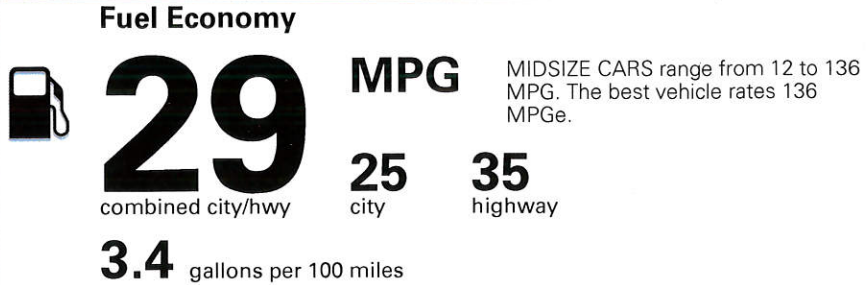 Fuel Economy
29
combined city/hwy
MPG
25
city
35
highway
MIDSIZE CARS range from 12 to 136
MPG. The best vehicle rates 136
MPGe.
3.4 gallons per 100 miles